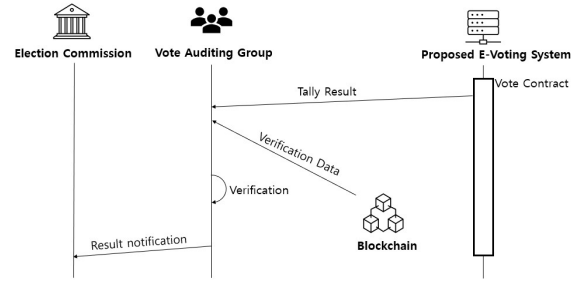 Election Commission
Vote Auditing Group
Proposed E-Voting System
Vote Contract
Tally Result
Verification Data
Verification
Blockchain
Result notification